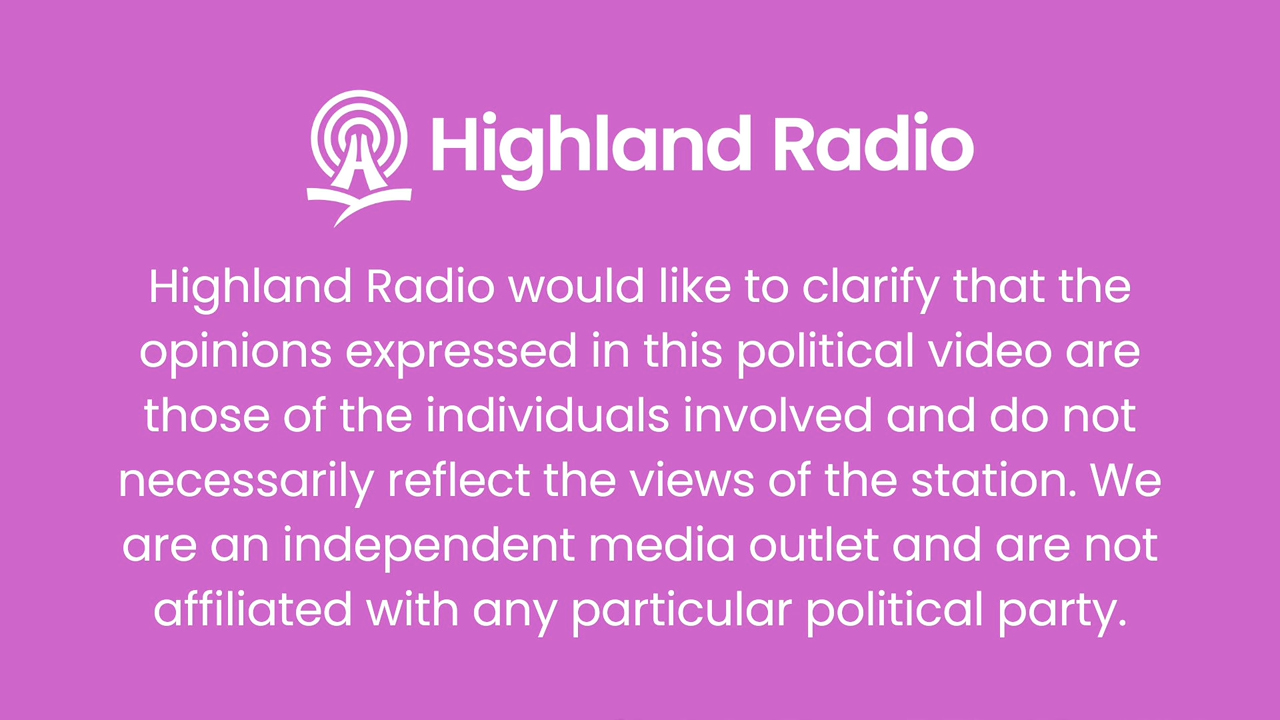 Highland Radio
Highland Radio would like to clarify that the
opinions expressed in this political video are
those of the individuals involved and do not
necessarily reflect the views of the station. We
are an independent media outlet and are not
affiliated with any particular political party.